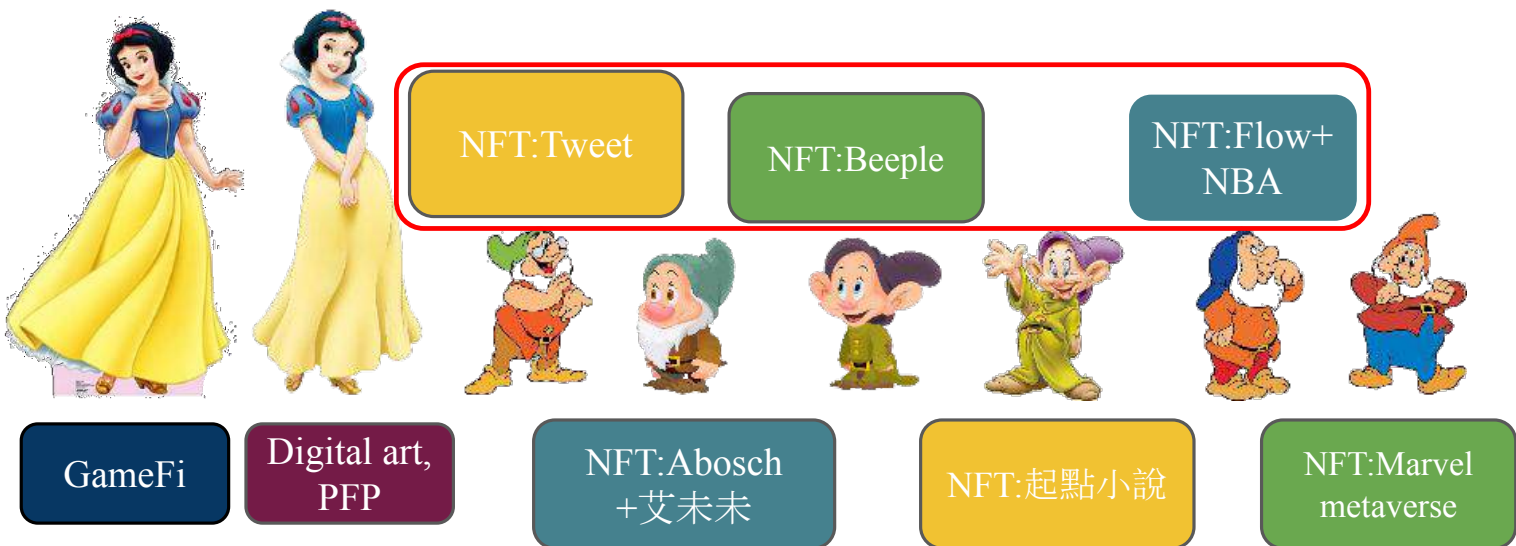 NFT:Tweet
NFT:Beeple
NFT:Flow+
NBA
GameFi
Digital art,
PFP
NFT:Abosch
+艾未未
NFT:起點小說
NFT:Marvel
metaverse